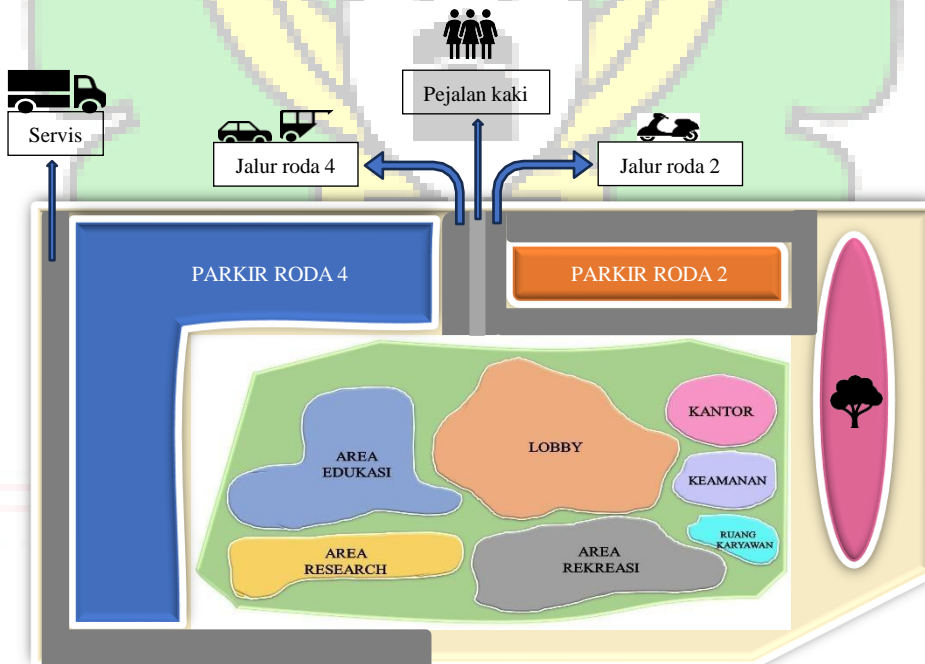 Pejalan kaki
Servis
Jalur roda 4
Jalur roda 2
PARKIR RODA 4
PARKIR RODA 2
KANTOR
LOBBY
AREA
EDUKASI
KEAMANAN
RUANG
KARYAWAN
AREA
RESEARCH
AREA
REKREASI